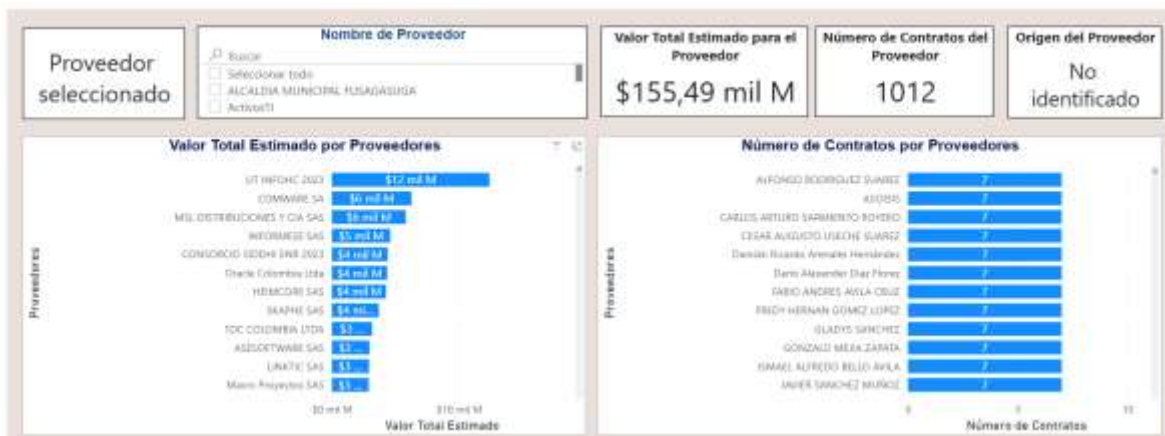 Proveedor
seleccionado
Nombre de Proveedor
Buscar
Seleccionar todo
ALCALDIA MUNICIPAL FUSAGASUGA
ActivosTI
Valor Total Estimado para el
Proveedor
$155,49 mil M
Número de Contratos del
Proveedor
1012
Origen del Proveedor
No
identificado
Valor Total Estimado por Proveedores
Proveedores
UT INFOHC 2023 $12 mil M
COMWARE SA $6 mil M
MSL DISTRIBUCIONES Y CIA SAS $6 mil M
INFORMESE SAS $5 mil M
CONSORCIO SIDDHI SNR 2023 $4 mil M
Oracle Colombia Ltda $4 mil M
HEIMCORE SAS $4 mil M
SKAPHE SAS $4 mi...
TOC COLOMBIA LTDA $3 ...
ASESOFTWARE SAS $3 ...
LINKTIC SAS $3 ...
Macro Proyectos SAS $3 ...
$0 mil M $10 mil M
Valor Total Estimado
Número de Contratos por Proveedores
Proveedores
ALFONSO RODRIGUEZ SUAREZ 7
7
CARLOS ARTURO SARMIENTO ROYERO 7
CESAR AUGUSTO USECHE SUAREZ 7
Damian Ricardo Arenales Hernández 7
Dario Alexander Diaz Florez 7
FABIO ANDRES AVILA CRUZ 7
FREDY HERNAN GOMEZ LOPEZ 7
GLADYS SANCHEZ 7
GONZALO MEJIA ZAPATA 7
ISMAEL ALFREDO BELLO AVILA 7
JAVIER SANCHEZ MUÑOZ 7
0 5 10
Número de Contratos